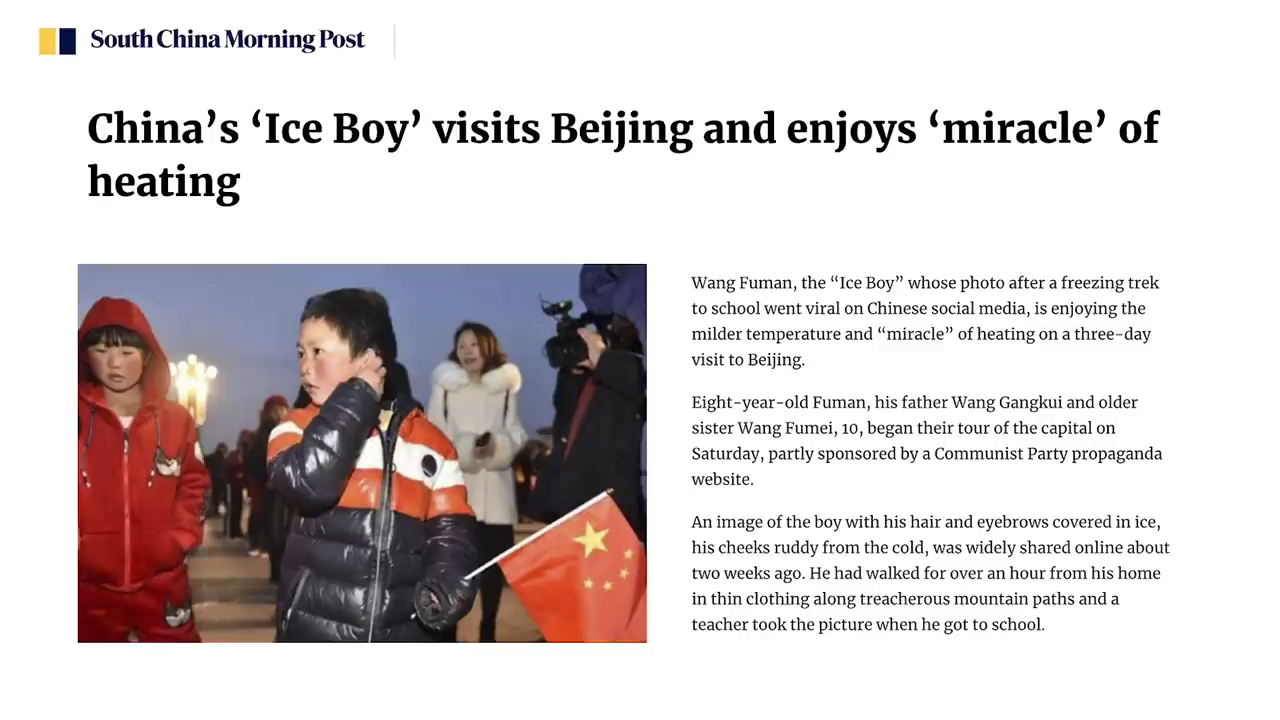 South China Morning Post
China’s ‘Ice Boy’ visits Beijing and enjoys ‘miracle’ of
heating
Wang Fuman, the “Ice Boy” whose photo after a freezing trek
to school went viral on Chinese social media, is enjoying the
milder temperature and “miracle” of heating on a three-day
visit to Beijing.
Eight-year-old Fuman, his father Wang Gangkui and older
sister Wang Fumei, 10, began their tour of the capital on
Saturday, partly sponsored by a Communist Party propaganda
website.
An image of the boy with his hair and eyebrows covered in ice,
his cheeks ruddy from the cold, was widely shared online about
two weeks ago. He had walked for over an hour from his home
in thin clothing along treacherous mountain paths and a
teacher took the picture when he got to school.